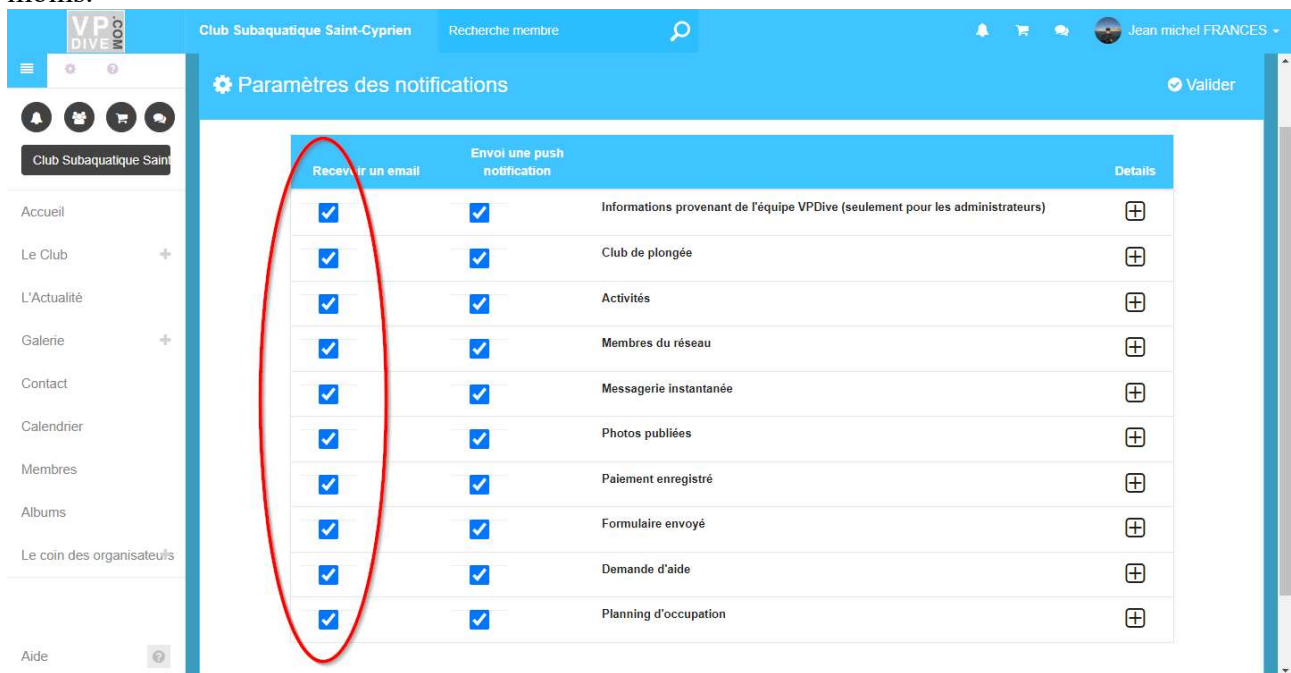 moins.
VP
DIVE
.COM
Club Subaquatique Saint-Cyprien
Recherche membre
Jean michel FRANCES
Paramètres des notifications
Valider
Club Subaquatique Saint
Accueil
Le Club
L'Actualité
Galerie
Contact
Calendrier
Membres
Albums
Le coin des organisateurs
Aide
Recevoir un email
Envoi une push
notification
Details
Informations provenant de l'équipe VPDive (seulement pour les administrateurs)
Club de plongée
Activités
Membres du réseau
Messagerie instantanée
Photos publiées
Paiement enregistré
Formulaire envoyé
Demande d'aide
Planning d'occupation